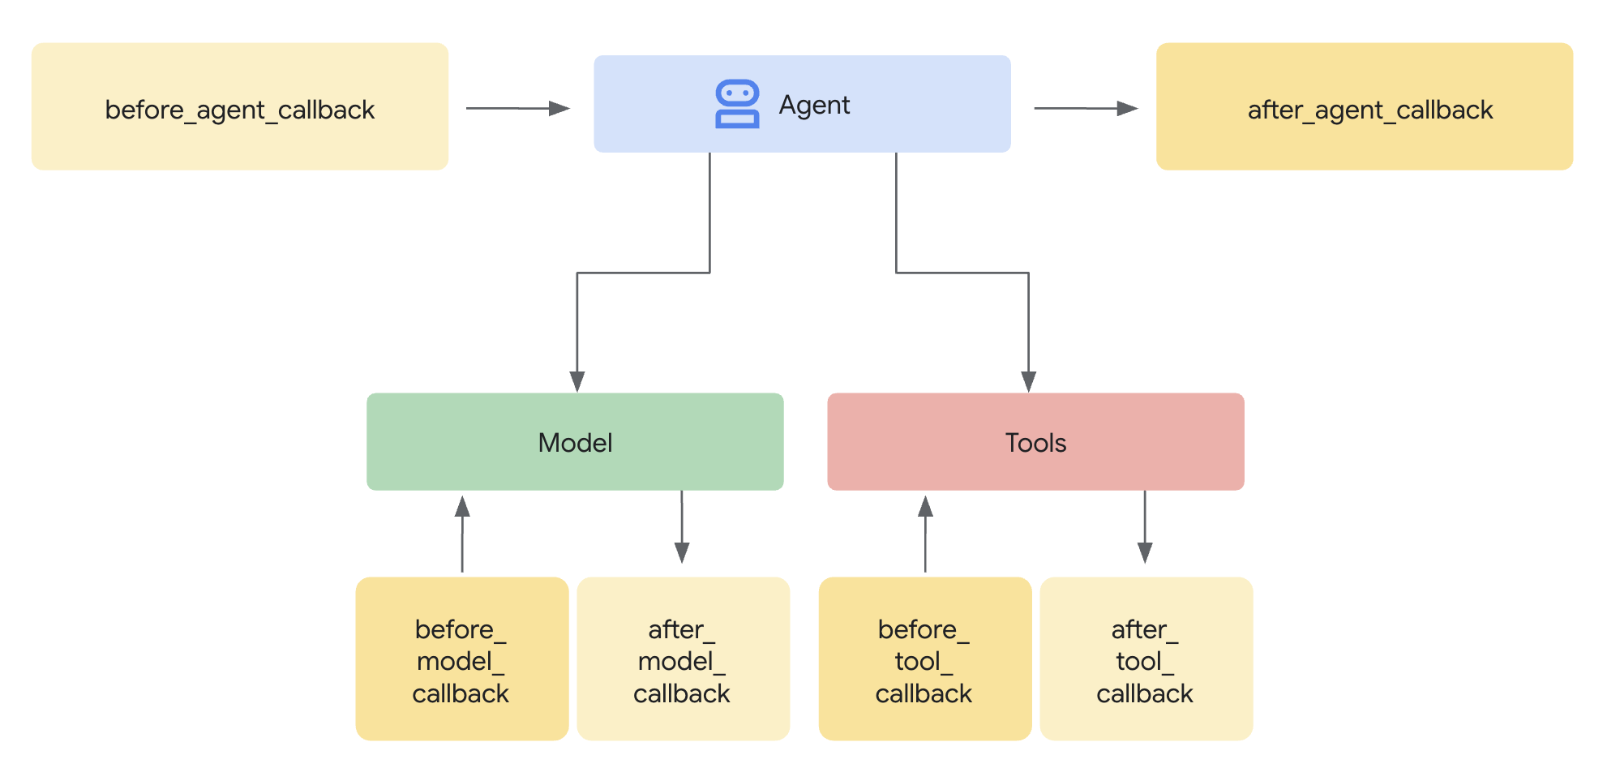 before_agent_callback
Agent
after_agent_callback
Model
Tools
before_
model_
callback
after_
model_
callback
before_
tool_
callback
after_
tool_
callback